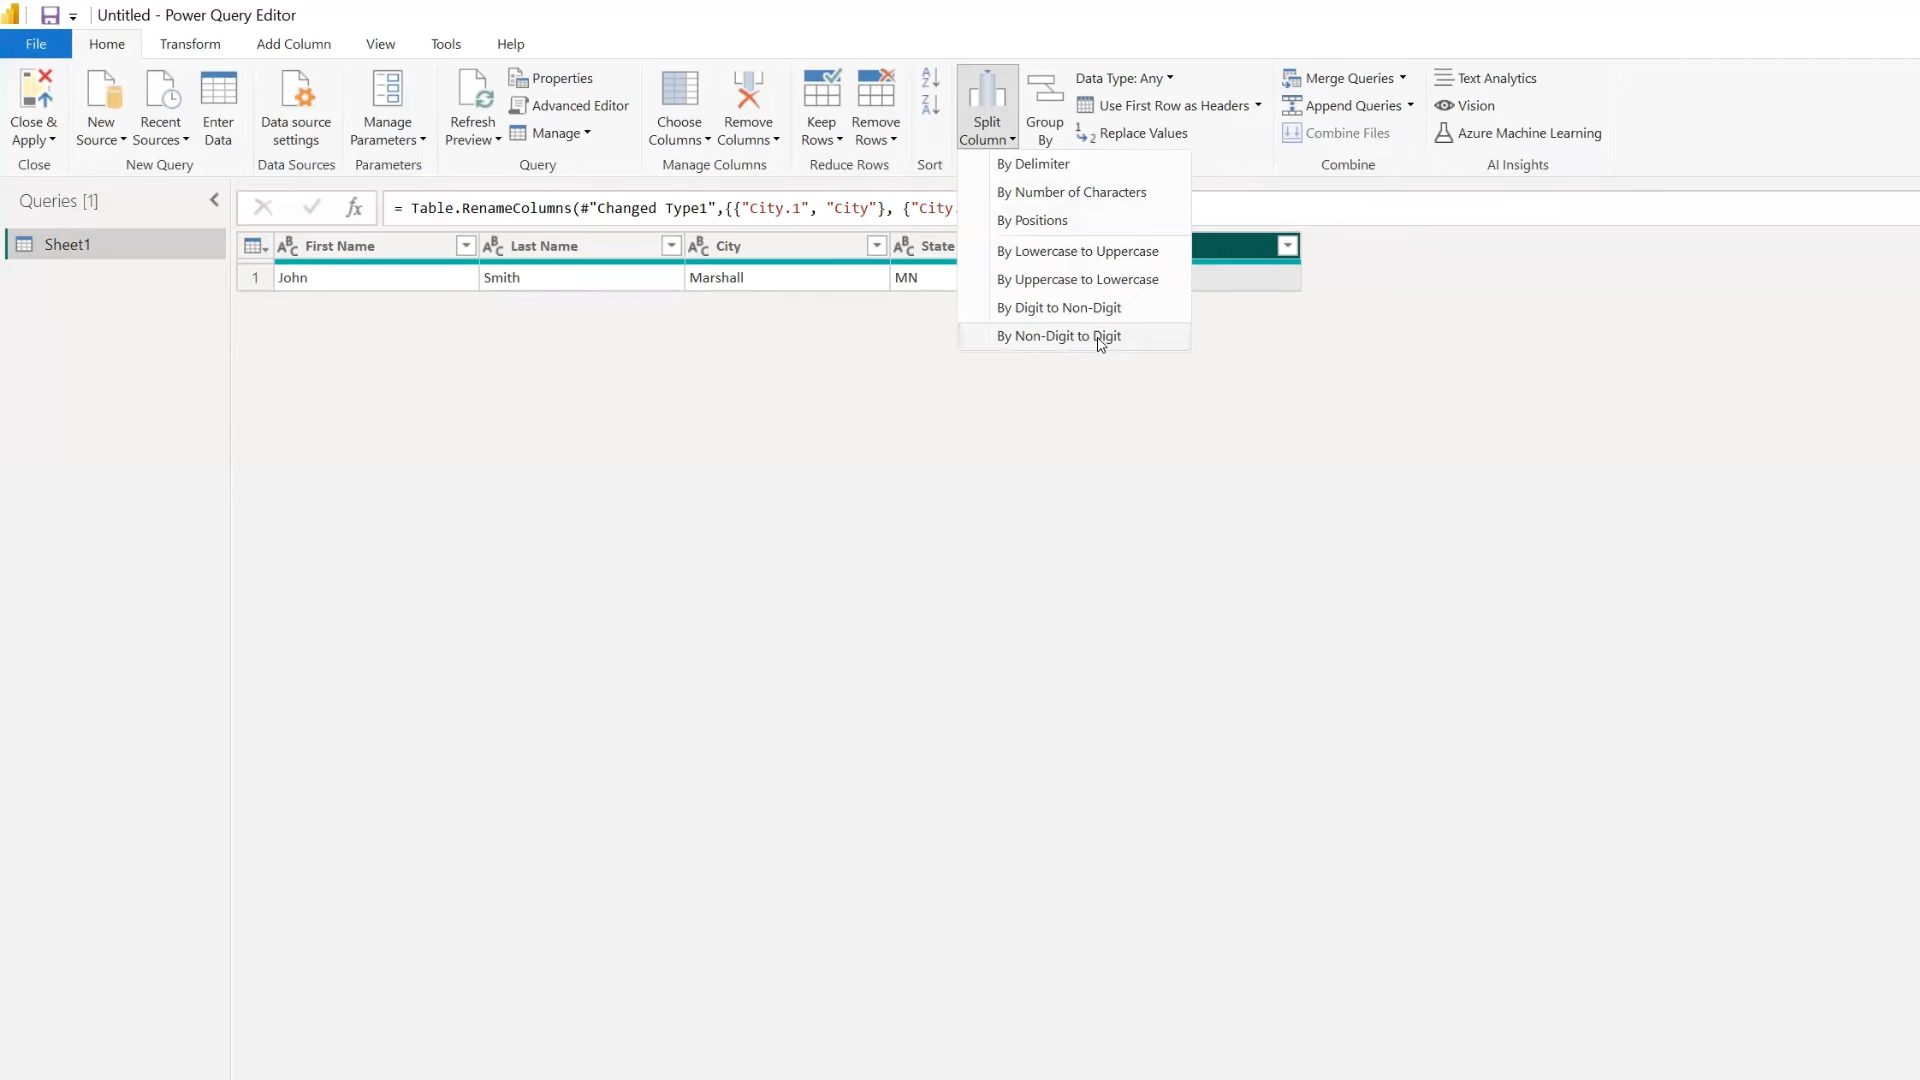 Untitled - Power Query Editor
File Home Transform Add Column View Tools Help
Close & Apply
New Source
Recent Sources
Enter Data
Data source settings
Manage Parameters
Refresh Preview
Properties
Advanced Editor
Manage
Choose Columns
Remove Columns
Keep Rows
Remove Rows
Split Column
Group By
Data Type: Any
Use First Row as Headers
Replace Values
Merge Queries
Append Queries
Combine Files
Text Analytics
Vision
Azure Machine Learning
Close New Query Data Sources Parameters Query Manage Columns Reduce Rows Sort Combine AI Insights
By Delimiter
By Number of Characters
By Positions
By Lowercase to Uppercase
By Uppercase to Lowercase
By Digit to Non-Digit
By Non-Digit to Digit
Queries [1]
Sheet1
fx = Table.RenameColumns(#"Changed Type1",{{"City.1", "City"}, {"City.
ABC First Name ABC Last Name ABC City ABC State
1 John Smith Marshall MN